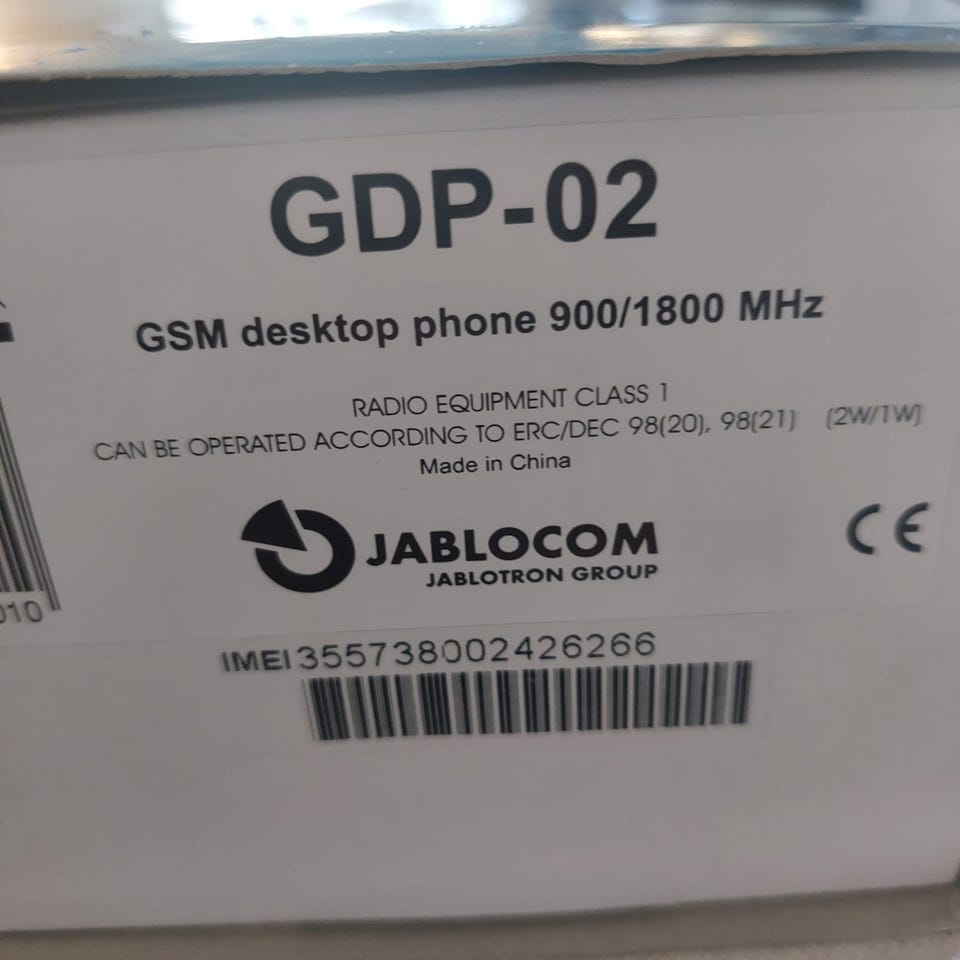 GDP-02
GSM desktop phone 900/1800 MHz
RADIO EQUIPMENT CLASS 1
CAN BE OPERATED ACCORDING TO ERC/DEC 98(20), 98(21) (2W/1W)
Made in China
JABLOCOM
JABLOTRON GROUP
CE
010
IMEI 355738002426266